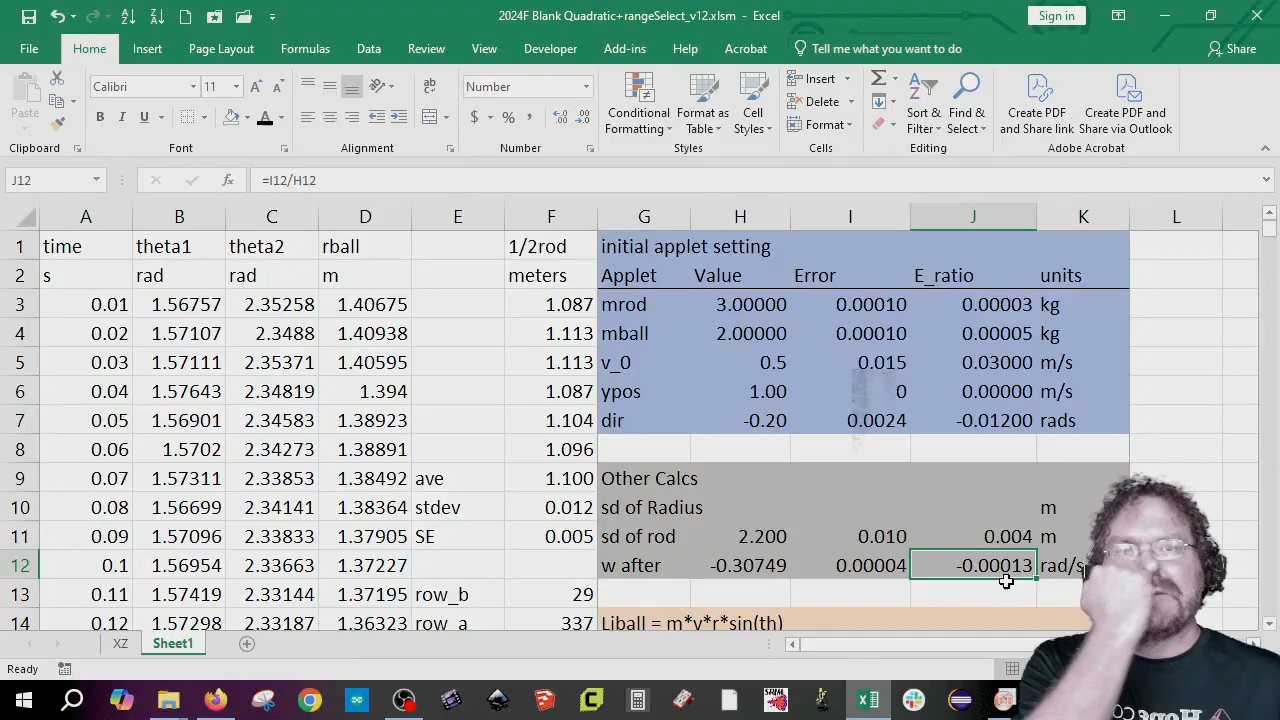 2024F Blank Quadratic+rangeSelect_v12.xlsm - Excel
Sign in
File Home Insert Page Layout Formulas Data Review View Developer Add-ins Help Acrobat Tell me what you want to do Share
Paste
Calibri 11
B I U
ab
Number
$ % ,
Conditional Formatting
Format as Table
Cell Styles
Insert
Delete
Format
Sort & Filter
Find & Select
Create PDF and Share link
Create PDF and Share via Outlook
Clipboard Font Alignment Number Styles Cells Editing Adobe Acrobat
J12 fx =I12/H12
A B C D E F G H I J K L
1 time theta1 theta2 rball 1/2rod initial applet setting
2 s rad rad m meters Applet Value Error E_ratio units
3 0.01 1.56757 2.35258 1.40675 1.087 mrod 3.00000 0.00010 0.00003 kg
4 0.02 1.57107 2.3488 1.40938 1.113 mball 2.00000 0.00010 0.00005 kg
5 0.03 1.57111 2.35371 1.40595 1.113 v_0 0.5 0.015 0.03000 m/s
6 0.04 1.57643 2.34819 1.394 1.087 ypos 1.00 0 0.00000 m/s
7 0.05 1.56901 2.34583 1.38923 1.104 dir -0.20 0.0024 -0.01200 rads
8 0.06 1.5702 2.34273 1.38891 1.096
9 0.07 1.57311 2.33853 1.38492 ave 1.100 Other Calcs
10 0.08 1.56699 2.34141 1.38364 stdev 0.012 sd of Radius m
11 0.09 1.57096 2.33794 1.37905 SE 0.005 sd of rod 2.200 0.010 0.004 m
12 0.1 1.56954 2.33663 1.37227 w after -0.30749 0.00004 -0.00013 rad/s
13 0.11 1.57419 2.33144 1.37191 row_b 29
14 0.12 1.57298 2.33187 1.36323 row_a 337 Liball = m*v*r*sin(th)
XZ Sheet1
Ready